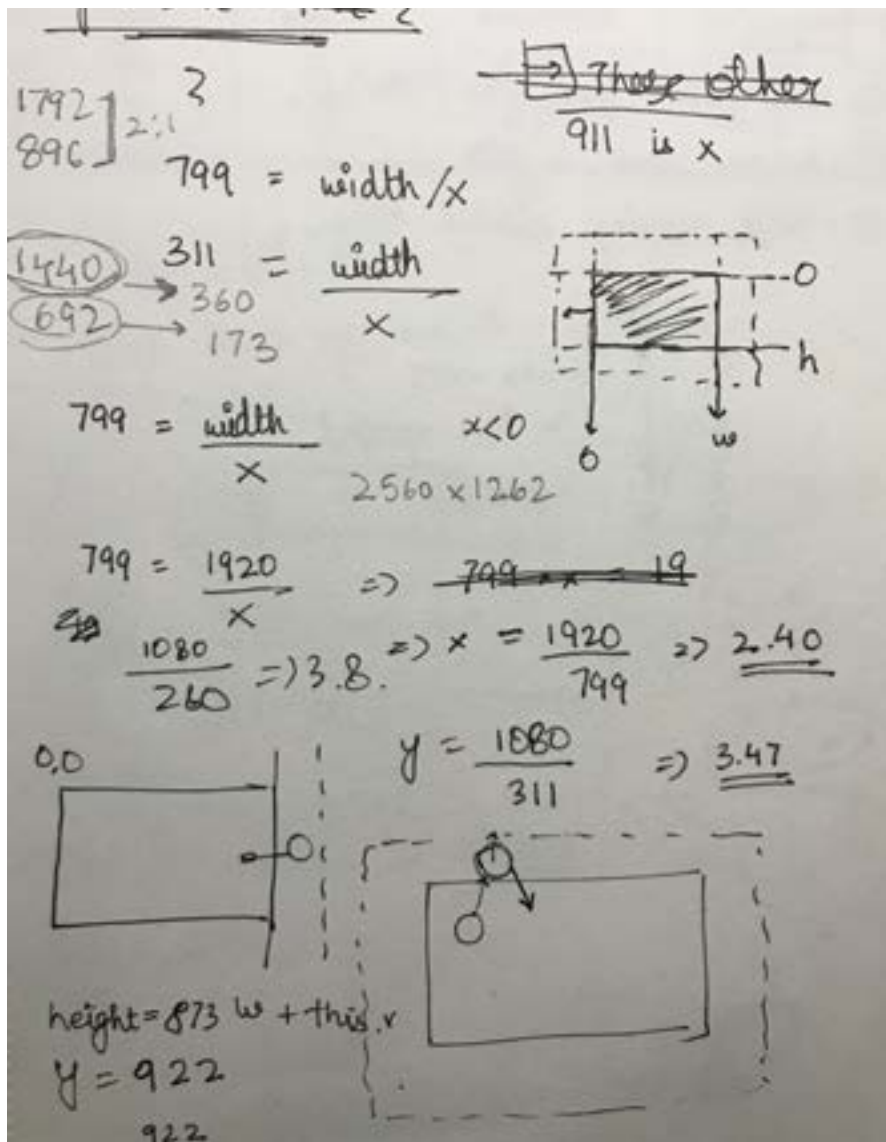 1792
896 ] 2:1
These other
911 is x
799 = width/x
311 = width
x
1440 → 360
692 → 173
0
h
0
w
799 = width
x
x<0
2560 x 1262
799 = 1920
x
=> 799 x 19
1080
260
=> 3.8.
=> x = 1920
799
=> 2.40
y = 1080
311
=> 3.47
0,0
height = 873 w + this.r
y = 922
922